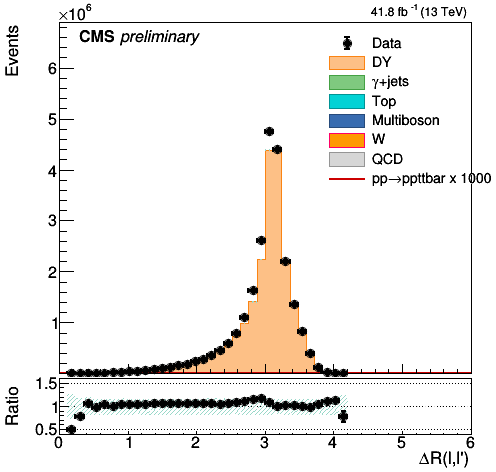 ×10⁶
41.8 fb⁻¹ (13 TeV)
Events
CMS preliminary
Data
DY
γ+jets
Top
Multiboson
W
QCD
pp→ppttbar x 1000
6
5
4
3
2
1
Ratio
1.5
1
0.5
0 1 2 3 4 5 6
ΔR(l,l')